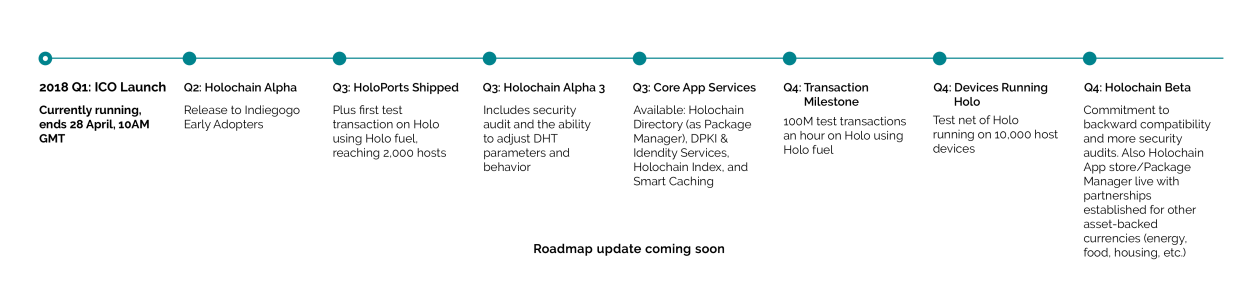 2018 Q1: ICO Launch
Currently running,
ends 28 April, 10AM
GMT
Q2: Holochain Alpha
Release to Indiegogo
Early Adopters
Q3: HoloPorts Shipped
Plus first test
transaction on Holo
using Holo fuel,
reaching 2,000 hosts
Q3: Holochain Alpha 3
Includes security
audit and the ability
to adjust DHT
parameters and
behavior
Q3: Core App Services
Available: Holochain
Directory (as Package
Manager), DPKI &
Idendity Services,
Holochain Index, and
Smart Caching
Q4: Transaction
Milestone
100M test transactions
an hour on Holo using
Holo fuel
Q4: Devices Running
Holo
Test net of Holo
running on 10,000 host
devices
Q4: Holochain Beta
Commitment to
backward compatibility
and more security
audits. Also Holochain
App store/Package
Manager live with
partnerships
established for other
asset-backed
currencies (energy,
food, housing, etc.)
Roadmap update coming soon